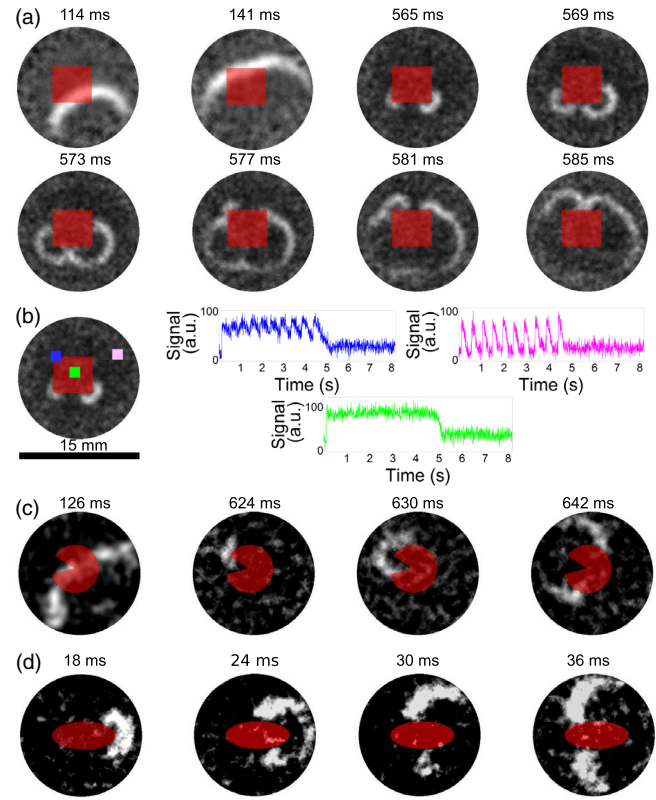 (a)
114 ms
141 ms
565 ms
569 ms
573 ms
577 ms
581 ms
585 ms
(b)
15 mm
Signal
(a.u.)
100
0
1 2 3 4 5 6 7 8
Time (s)
Signal
(a.u.)
100
0
1 2 3 4 5 6 7 8
Time (s)
Signal
(a.u.)
100
0
1 2 3 4 5 6 7 8
Time (s)
(c)
126 ms
624 ms
630 ms
642 ms
(d)
18 ms
24 ms
30 ms
36 ms